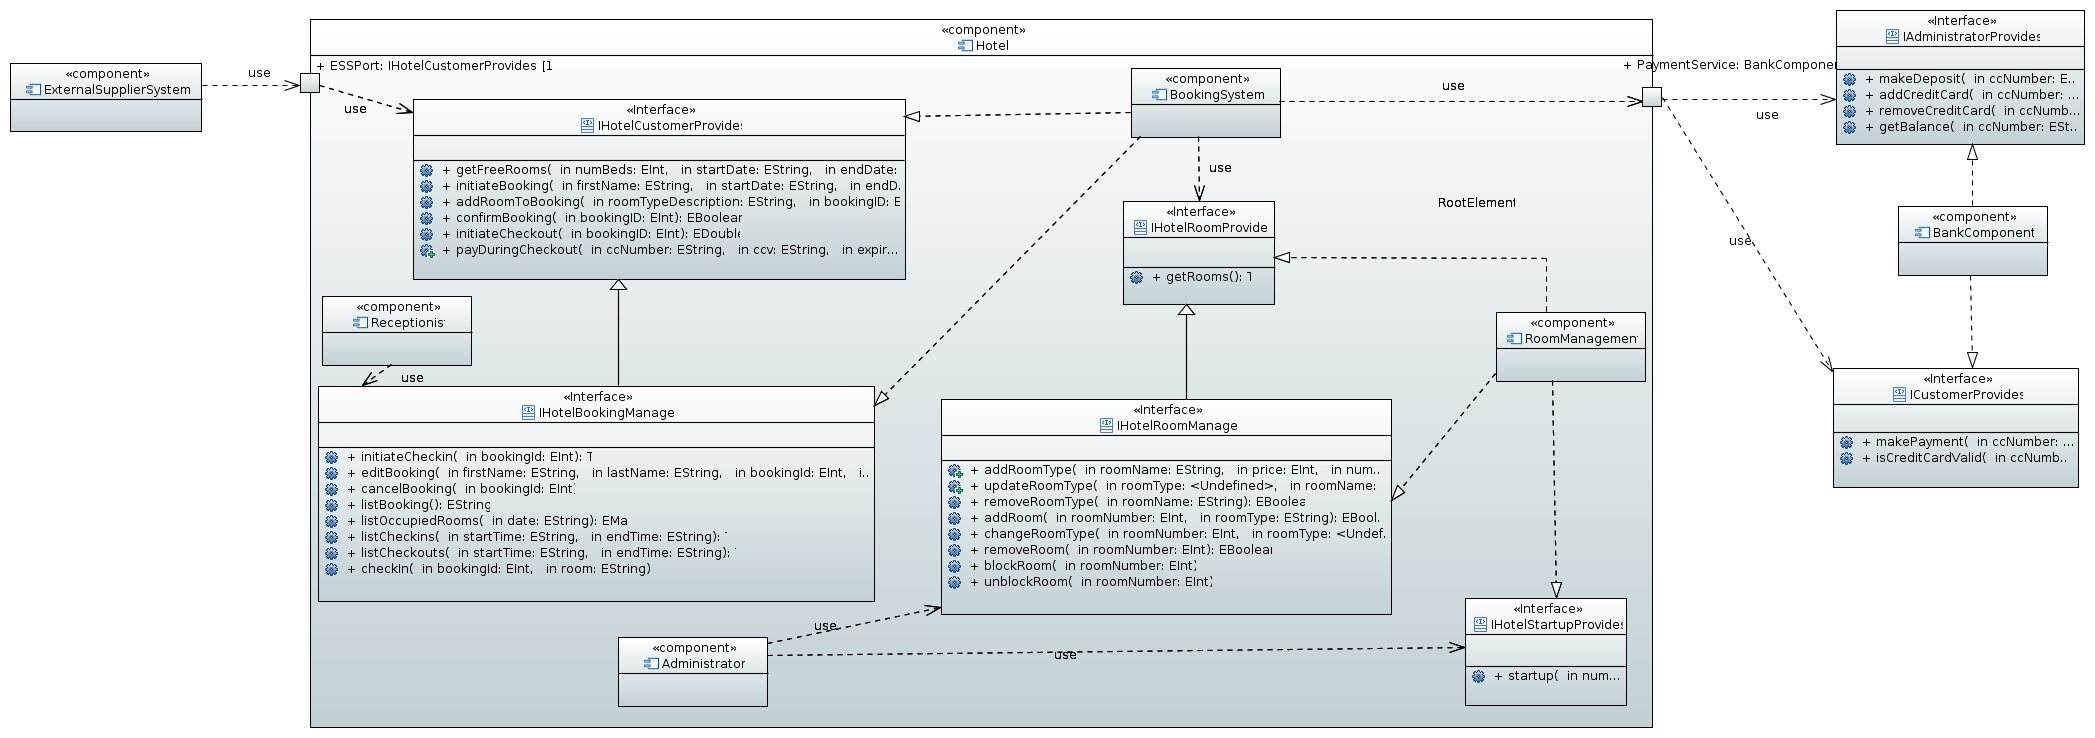 «component»
Hotel
+ ESSPort: IHotelCustomerProvides [1
+ PaymentService: BankComponen
«component»
ExternalSupplierSystem
use
use
«Interface»
IHotelCustomerProvides
+ getFreeRooms( in numBeds: EInt, in startDate: EString, in endDate:
+ initiateBooking( in firstName: EString, in startDate: EString, in endD.
+ addRoomToBooking( in roomTypeDescription: EString, in bookingID: E
+ confirmBooking( in bookingID: EInt): EBoolean
+ initiateCheckout( in bookingID: EInt): EDouble
+ payDuringCheckout( in ccNumber: EString, in ccv: EString, in expir...
«component»
BookingSystem
use
use
«Interface»
IHotelRoomProvide
+ getRooms(): T
RootElement
«component»
RoomManagement
«component»
Receptionis
use
«Interface»
IHotelBookingManage
+ initiateCheckin( in bookingId: EInt): T
+ editBooking( in firstName: EString, in lastName: EString, in bookingId: EInt, i..
+ cancelBooking( in bookingId: EInt)
+ listBooking(): EString
+ listOccupiedRooms( in date: EString): EMa
+ listCheckins( in startTime: EString, in endTime: EString):
+ listCheckouts( in startTime: EString, in endTime: EString):
+ checkIn( in bookingId: EInt, in room: EString)
«Interface»
IHotelRoomManage
+ addRoomType( in roomName: EString, in price: EInt, in num..
+ updateRoomType( in roomType: <Undefined>, in roomName:
+ removeRoomType( in roomName: EString): EBoolea
+ addRoom( in roomNumber: EInt, in roomType: EString): EBool.
+ changeRoomType( in roomNumber: EInt, in roomType: <Undef.
+ removeRoom( in roomNumber: EInt): EBoolean
+ blockRoom( in roomNumber: EInt)
+ unblockRoom( in roomNumber: EInt)
«component»
Administrator
use
use
«Interface»
IHotelStartupProvides
+ startup( in num...
«Interface»
IAdministratorProvides
+ makeDeposit( in ccNumber: E..
+ addCreditCard( in ccNumber: ...
+ removeCreditCard( in ccNumb...
+ getBalance( in ccNumber: ESt..
use
use
«component»
BankComponent
«Interface»
ICustomerProvides
+ makePayment( in ccNumber: ...
+ isCreditCardValid( in ccNumb..